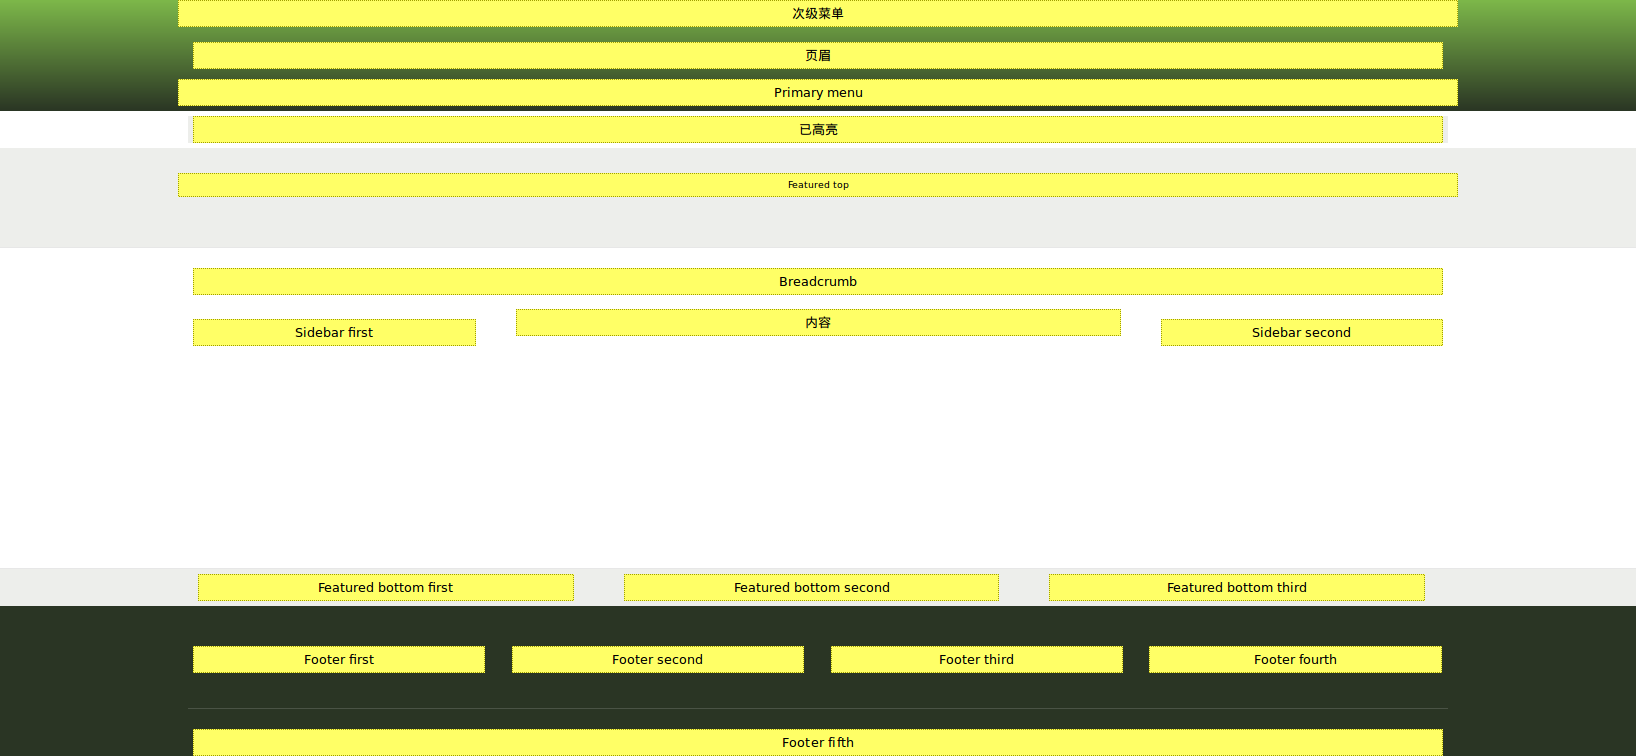 次级菜单
页眉
Primary menu
已高亮
Featured top
Breadcrumb
Sidebar first
内容
Sidebar second
Featured bottom first
Featured bottom second
Featured bottom third
Footer first
Footer second
Footer third
Footer fourth
Footer fifth